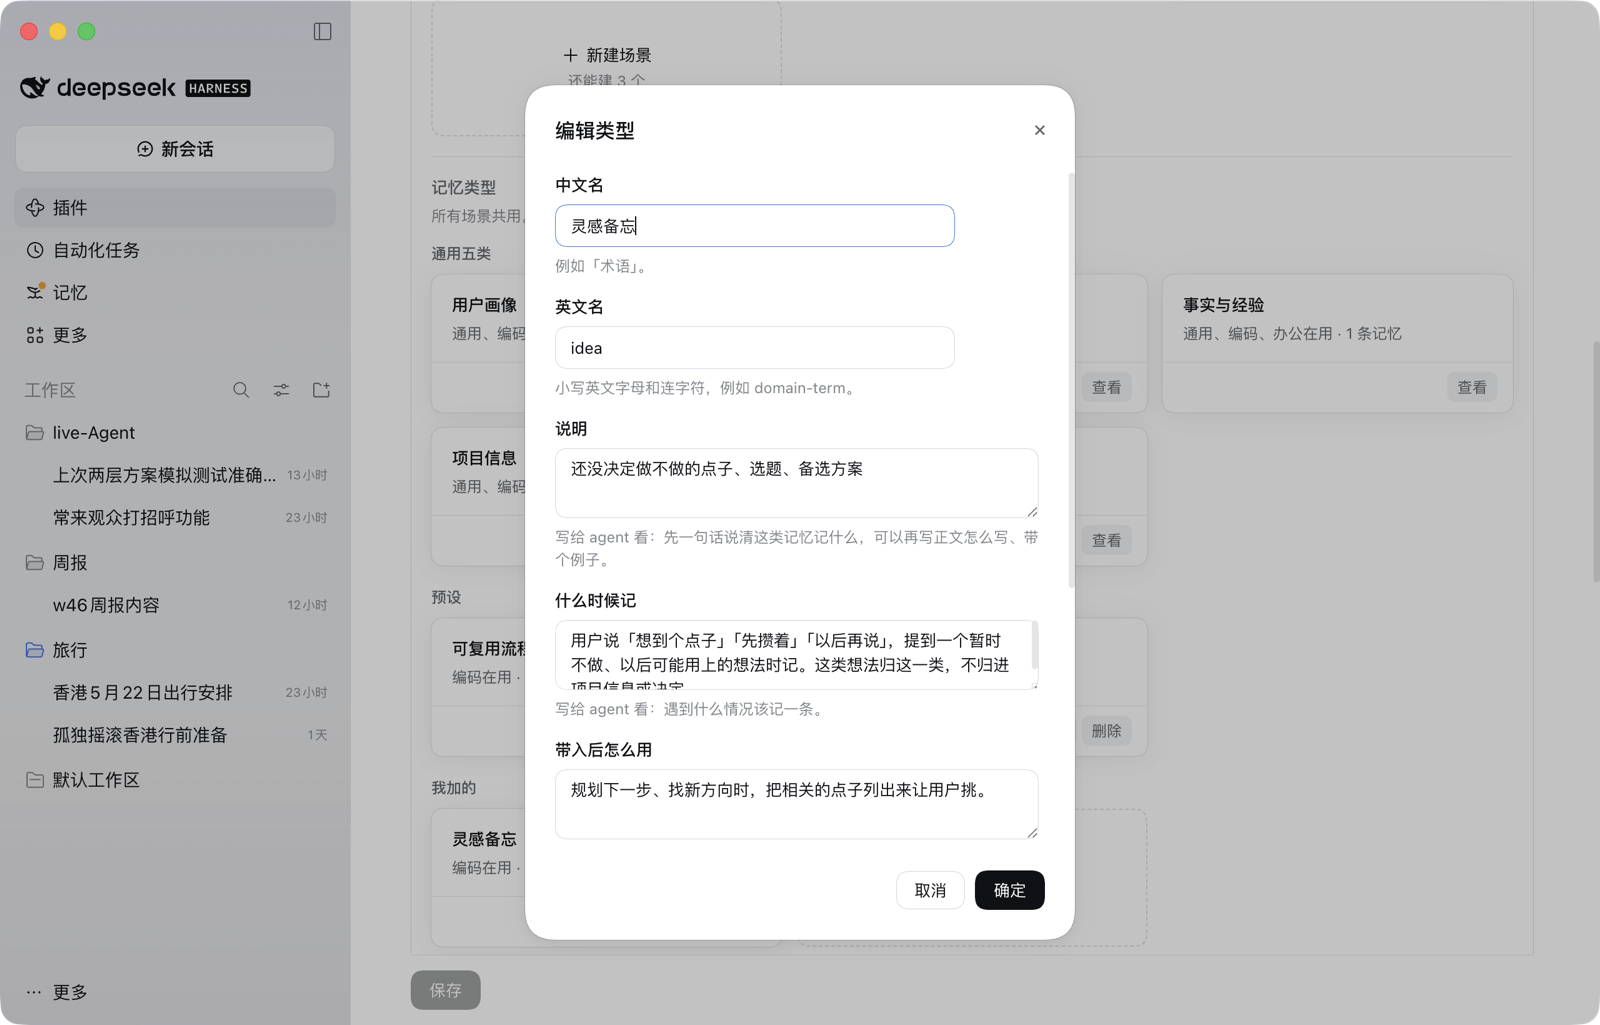 deepseek HARNESS
新会话
插件
自动化任务
记忆
更多
工作区
live-Agent
上次两层方案模拟测试准确... 13小时
常来观众打招呼功能 23小时
周报
w46周报内容 12小时
旅行
香港5月22日出行安排 23小时
孤独摇滚香港行前准备 1天
默认工作区
更多
新建场景
还能建 3 个
记忆类型
所有场景共用
通用五类
用户画像
通用、编码
查看
事实与经验
通用、编码、办公在用 · 1 条记忆
查看
项目信息
通用、编码
查看
预设
可复用流程
编码在用 ·
删除
我加的
灵感备忘
编码在用 ·
保存
编辑类型
中文名
灵感备忘
例如「术语」。
英文名
idea
小写英文字母和连字符，例如 domain-term。
说明
还没决定做不做的点子、选题、备选方案
写给 agent 看：先一句话说清这类记忆记什么，可以再写正文怎么写、带
个例子。
什么时候记
用户说「想到个点子」「先攒着」「以后再说」，提到一个暂时
不做、以后可能用上的想法时记。这类想法归这一类，不归进
项目信息或决定
写给 agent 看：遇到什么情况该记一条。
带入后怎么用
规划下一步、找新方向时，把相关的点子列出来让用户挑。
取消
确定